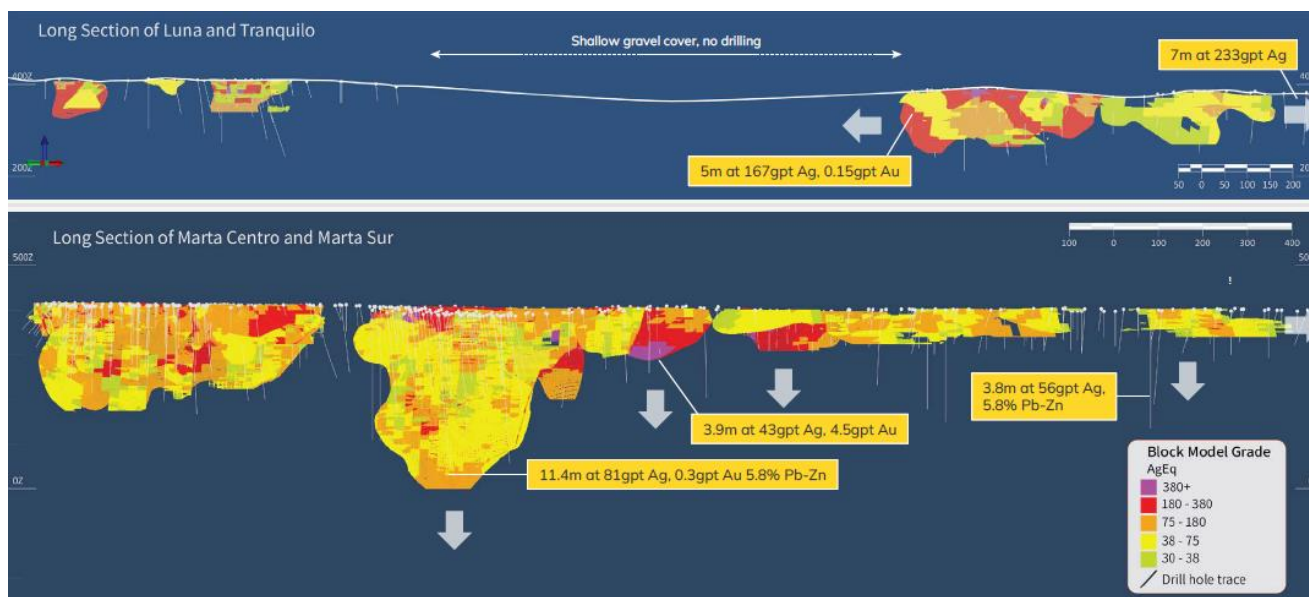 Long Section of Luna and Tranquilo
Shallow gravel cover, no drilling
7m at 233gpt Ag
400Z
40
5m at 167gpt Ag, 0.15gpt Au
200Z
20
50 0 50 100 150 200
Long Section of Marta Centro and Marta Sur
100 0 100 200 300 400
500Z
50
!
3.8m at 56gpt Ag,
5.8% Pb-Zn
3.9m at 43gpt Ag, 4.5gpt Au
11.4m at 81gpt Ag, 0.3gpt Au 5.8% Pb-Zn
0Z
Block Model Grade
AgEq
380+
180 - 380
75 - 180
38 - 75
30 - 38
Drill hole trace